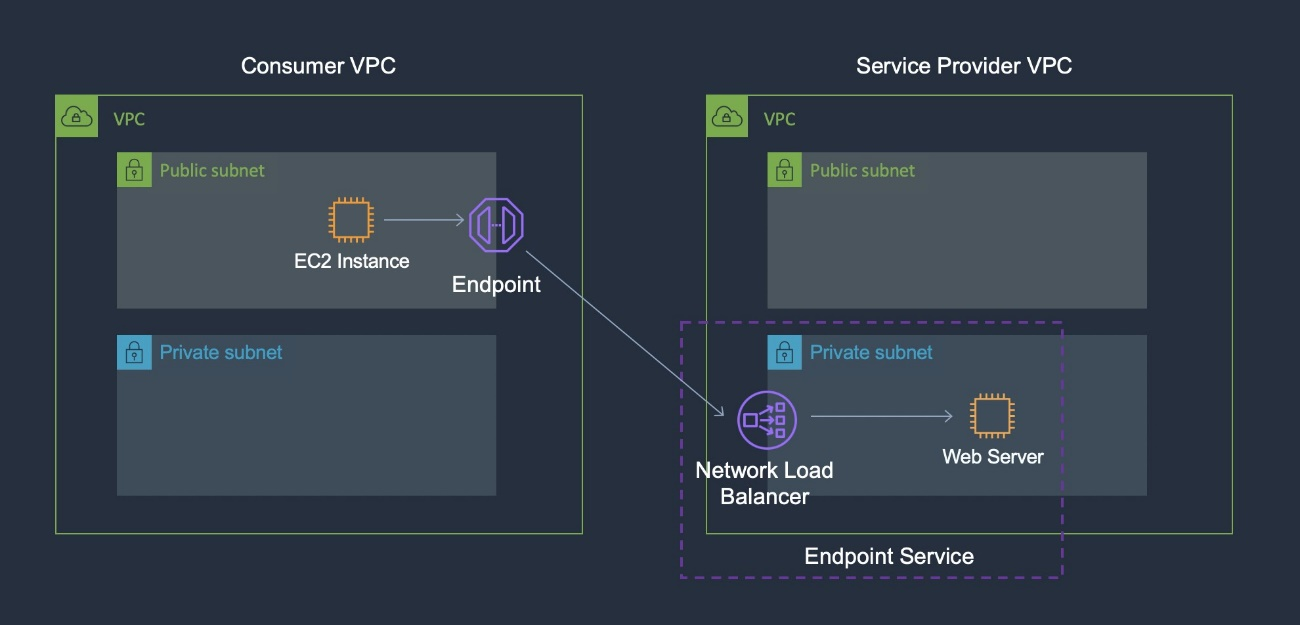 Consumer VPC
Service Provider VPC
VPC
Public subnet
EC2 Instance
Endpoint
Private subnet
VPC
Public subnet
Private subnet
Network Load
Balancer
Web Server
Endpoint Service